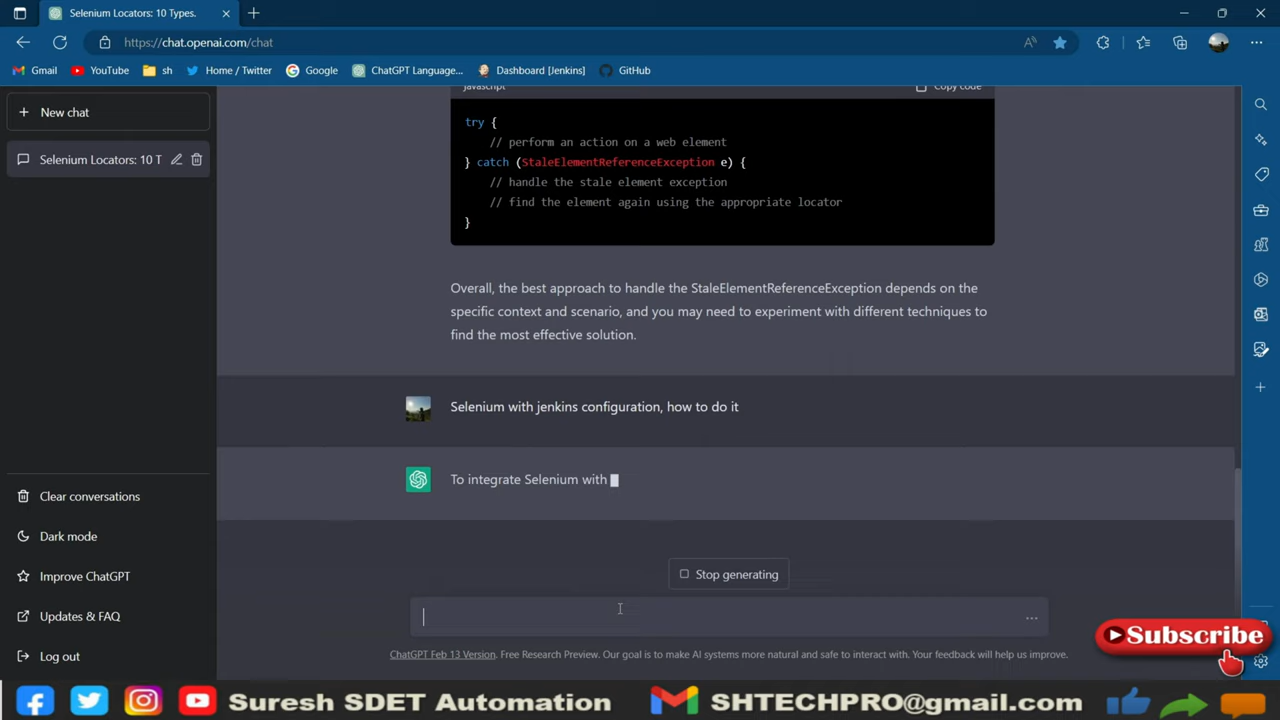 Selenium Locators: 10 Types.
https://chat.openai.com/chat
Gmail
YouTube
sh
Home / Twitter
Google
ChatGPT Language...
Dashboard [Jenkins]
GitHub
New chat
Selenium Locators: 10 T
javascript
Copy code
try {
// perform an action on a web element
} catch (StaleElementReferenceException e) {
// handle the stale element exception
// find the element again using the appropriate locator
}
Overall, the best approach to handle the StaleElementReferenceException depends on the
specific context and scenario, and you may need to experiment with different techniques to
find the most effective solution.
Selenium with jenkins configuration, how to do it
To integrate Selenium with
Clear conversations
Dark mode
Improve ChatGPT
Updates & FAQ
Log out
Stop generating
ChatGPT Feb 13 Version. Free Research Preview. Our goal is to make AI systems more natural and safe to interact with. Your feedback will help us improve.
Subscribe
Suresh SDET Automation
SHTECHPRO@gmail.com